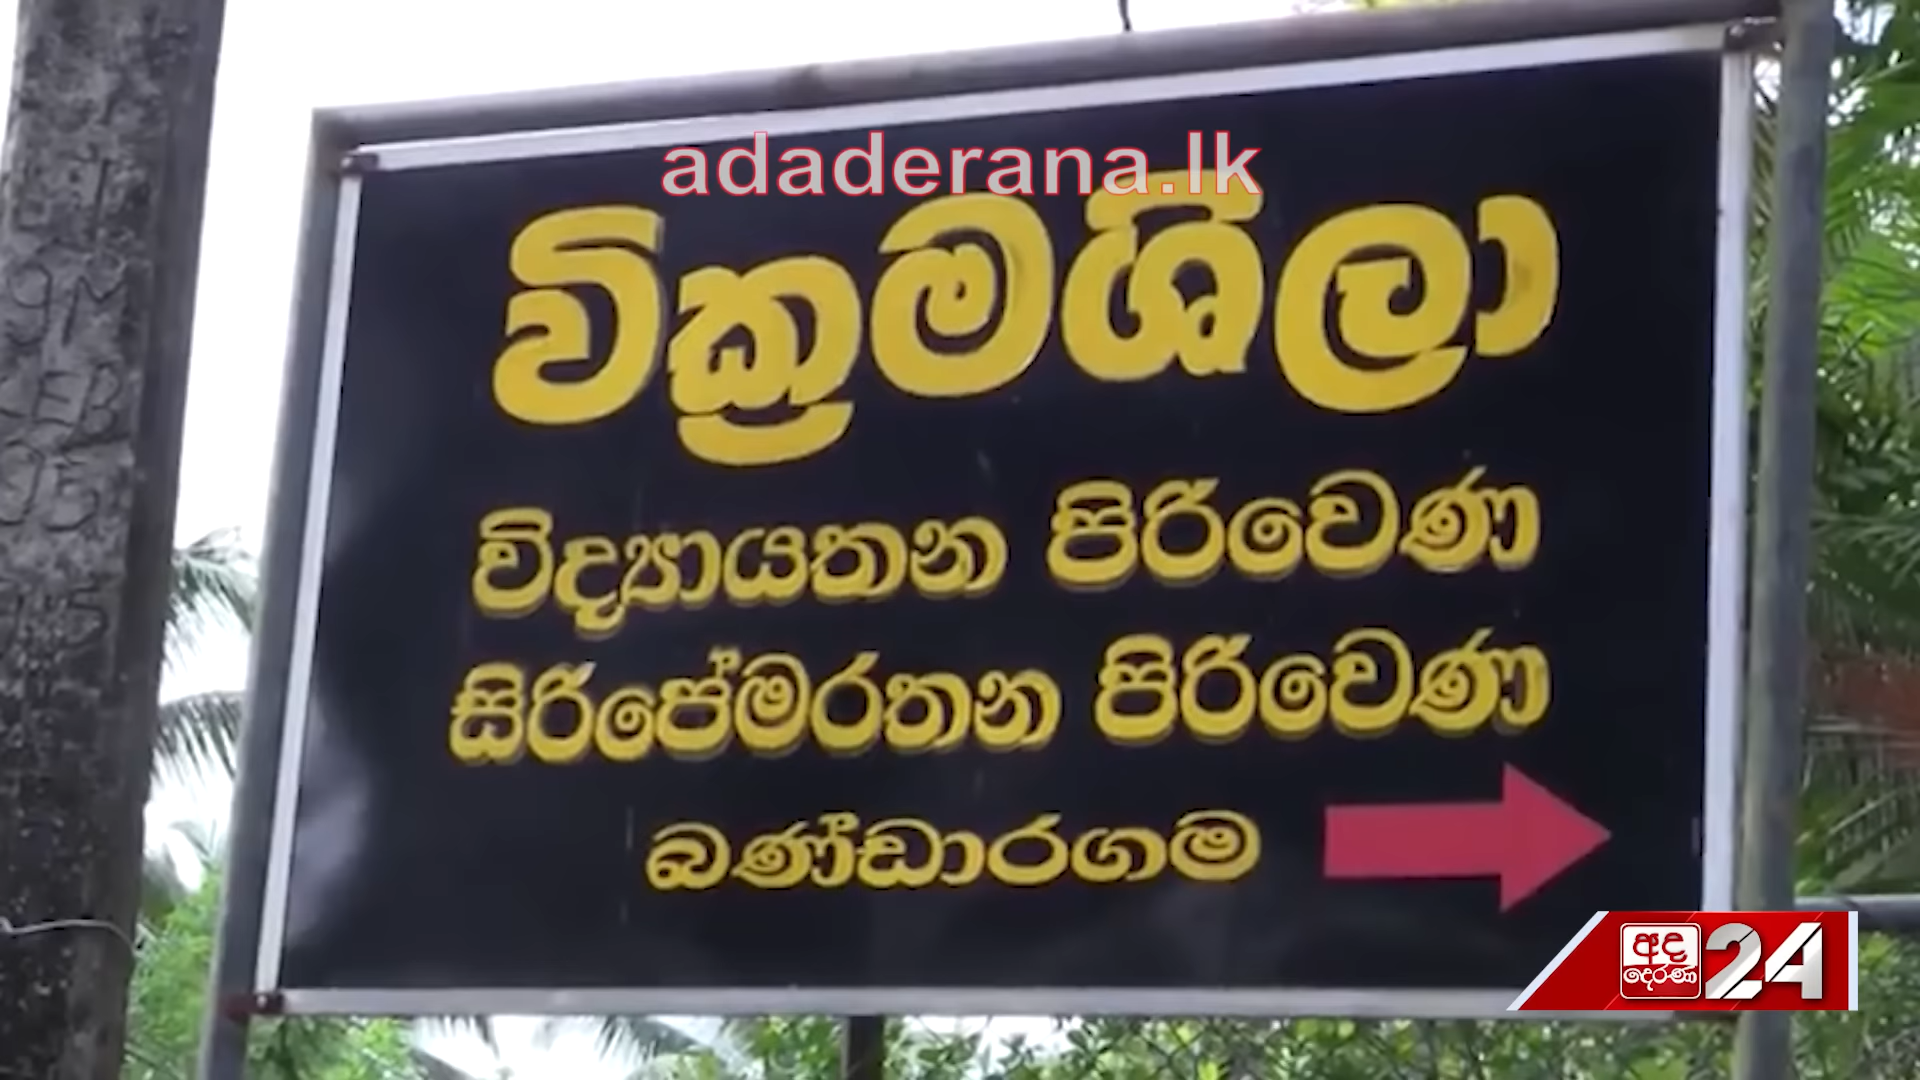 adaderana.lk
වික්‍රමශීලා
විද්‍යායතන පිරිවෙණ
සිරිපේමරතන පිරිවෙණ
බණ්ඩාරගම
අද
දෙරණ
24